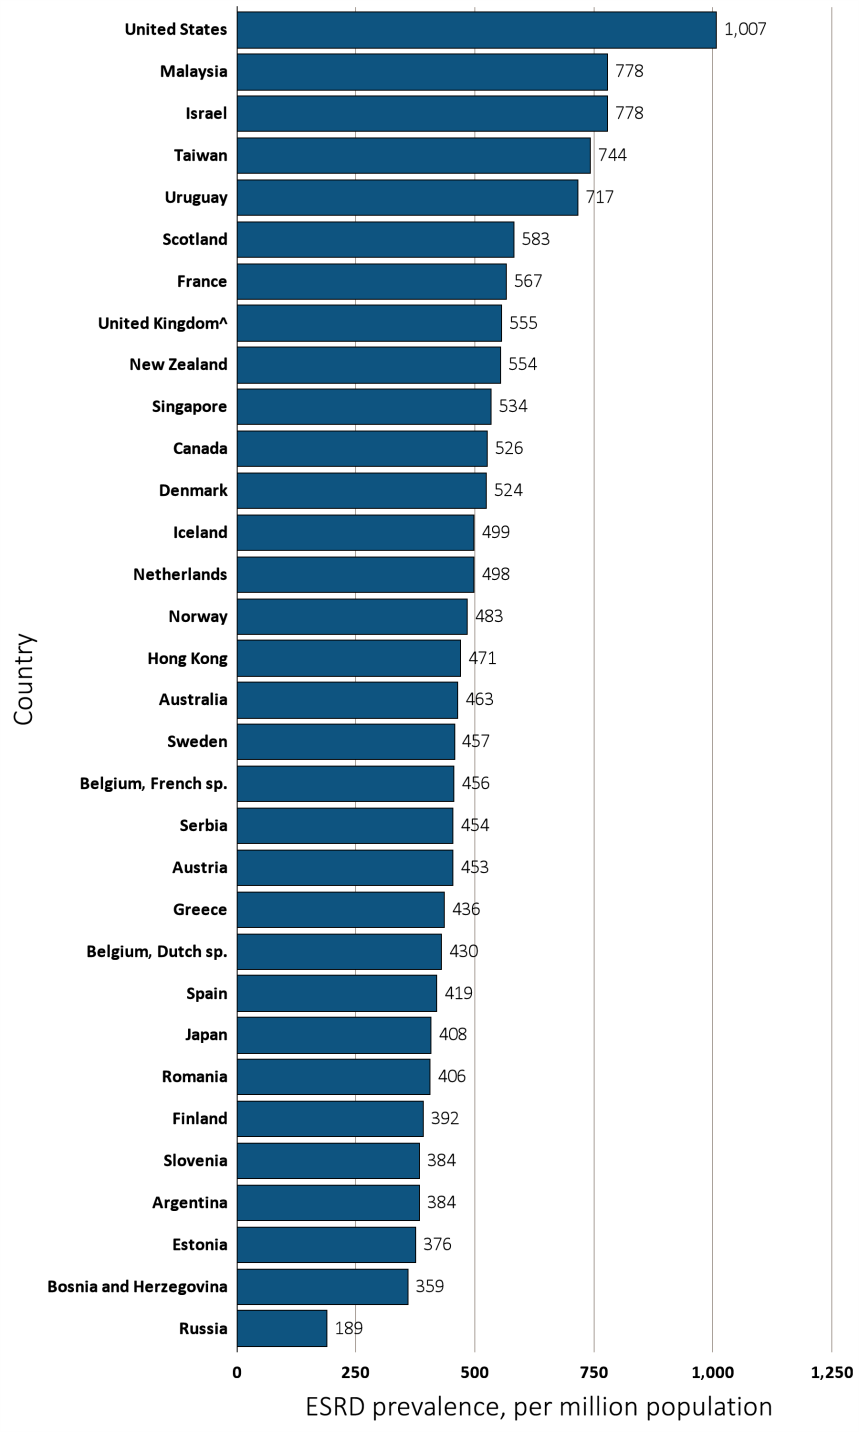 United States 1,007
Malaysia 778
Israel 778
Taiwan 744
Uruguay 717
Scotland 583
France 567
United Kingdom^ 555
New Zealand 554
Singapore 534
Canada 526
Denmark 524
Iceland 499
Netherlands 498
Norway 483
Hong Kong 471
Australia 463
Sweden 457
Belgium, French sp. 456
Serbia 454
Austria 453
Greece 436
Belgium, Dutch sp. 430
Spain 419
Japan 408
Romania 406
Finland 392
Slovenia 384
Argentina 384
Estonia 376
Bosnia and Herzegovina 359
Russia 189
Country
0 250 500 750 1,000 1,250
ESRD prevalence, per million population